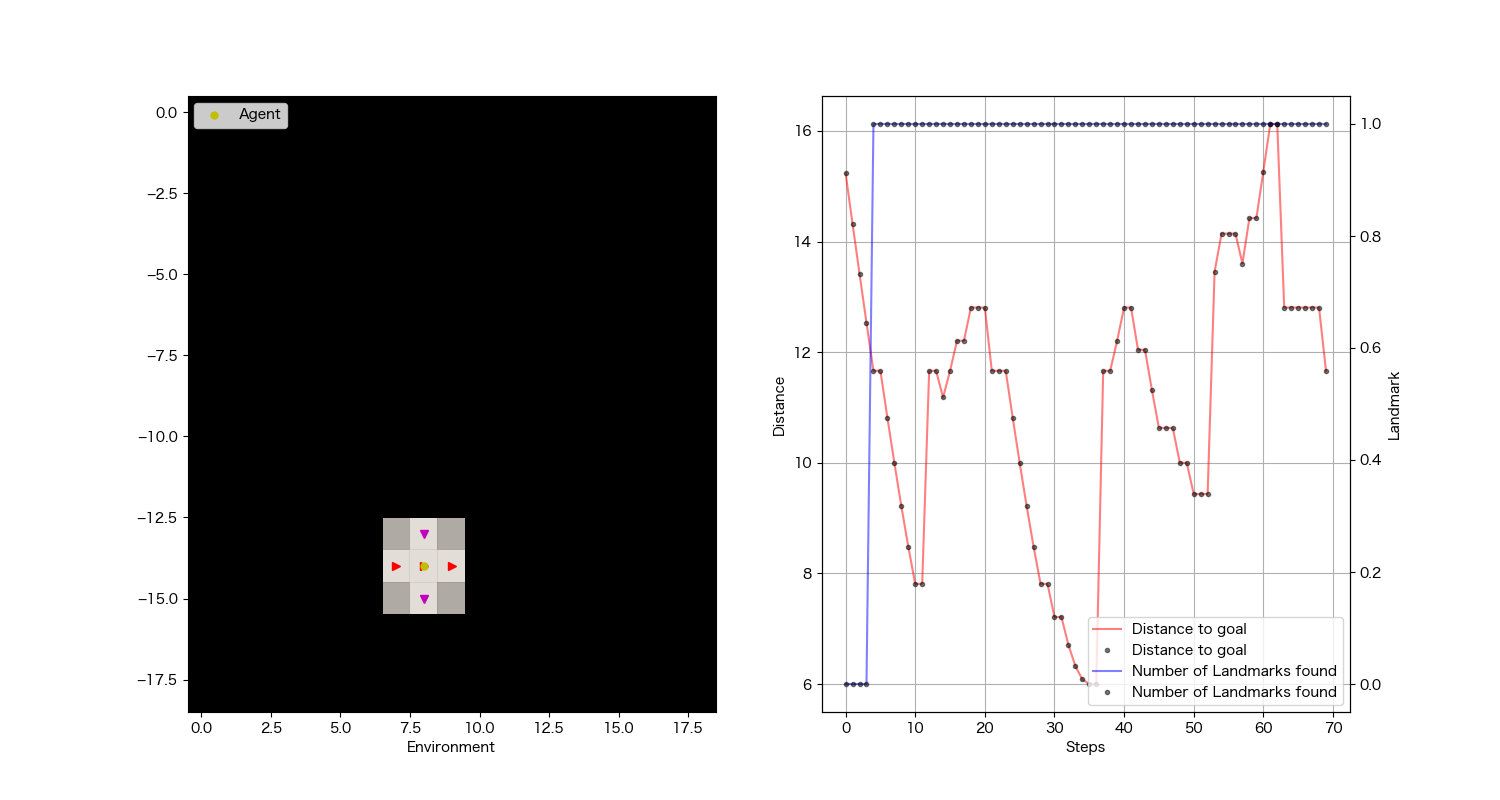 Agent
0.0
−2.5
−5.0
−7.5
−10.0
−12.5
−15.0
−17.5
0.0 2.5 5.0 7.5 10.0 12.5 15.0 17.5
Environment
16
14
12
10
8
6
Distance
1.0
0.8
0.6
0.4
0.2
0.0
Landmark
Distance to goal
Distance to goal
Number of Landmarks found
Number of Landmarks found
0 10 20 30 40 50 60 70
Steps